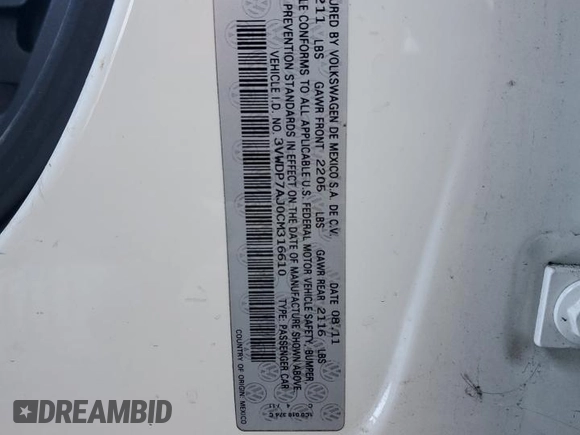 URED BY VOLKSWAGEN DE MEXICO S.A. DE C.V. DATE 08/11
211 LBS GAWR FRONT 2205 LBS GAWR REAR 2116 LBS
LE CONFORMS TO ALL APPLICABLE U.S. FEDERAL MOTOR VEHICLE SAFETY, BUMPER
PREVENTION STANDARDS IN EFFECT ON THE DATE OF MANUFACTURE SHOWN ABOVE
VEHICLE I.D. NO. 3VWDP7AJ0CM316610 TYPE: PASSENGER CAR
COUNTRY OF ORIGIN: MEXICO
DREAMBID